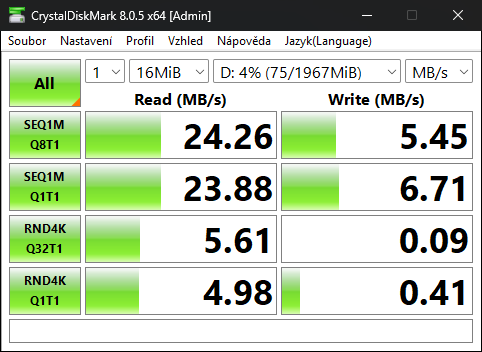 CrystalDiskMark 8.0.5 x64 [Admin]
Soubor Nastavení Profil Vzhled Nápověda Jazyk(Language)
All 1 16MiB D: 4% (75/1967MiB) MB/s
Read (MB/s) Write (MB/s)
SEQ1M
Q8T1 24.26 5.45
SEQ1M
Q1T1 23.88 6.71
RND4K
Q32T1 5.61 0.09
RND4K
Q1T1 4.98 0.41